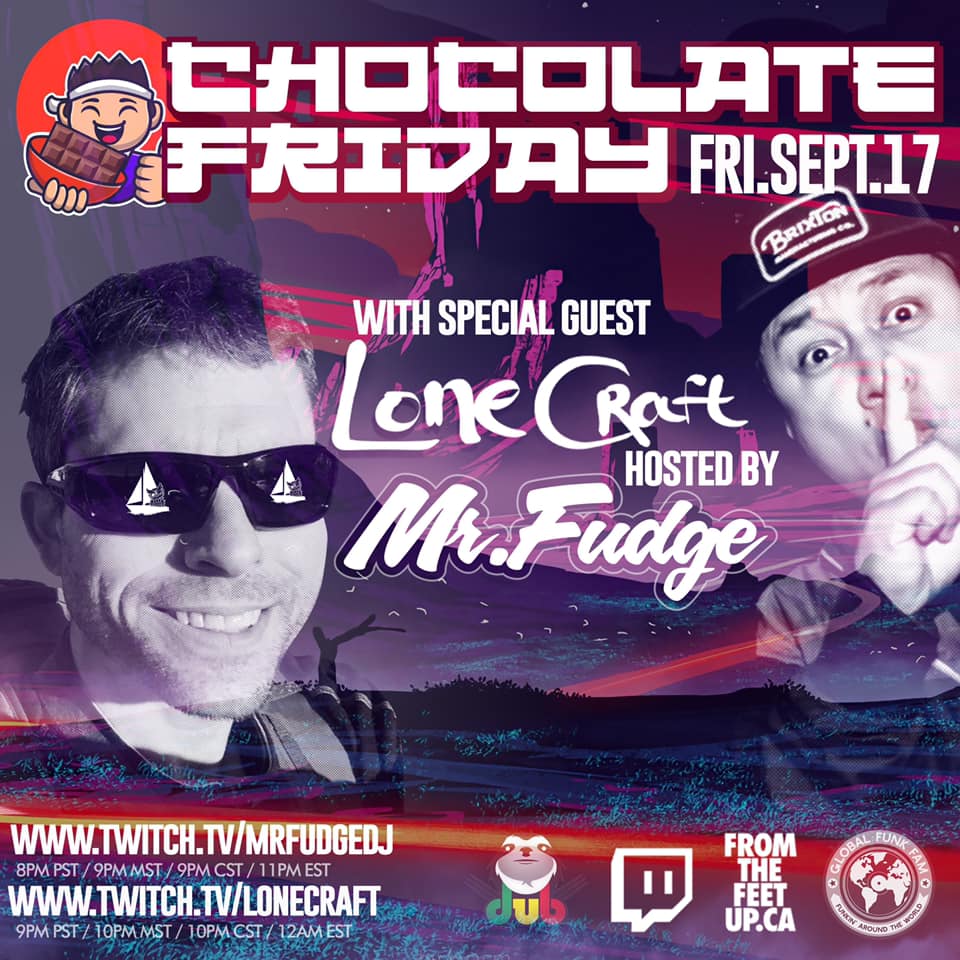 CHOCOLATE
FRIDAY FRI.SEPT.17
BRIXTON
MANUFACTURING CO.
WITH SPECIAL GUEST
LoneCraft
HOSTED BY
Mr.Fudge
WWW.TWITCH.TV/MRFUDGEDJ
8PM PST / 9PM MST / 9PM CST / 11PM EST
WWW.TWITCH.TV/LONECRAFT
9PM PST / 10PM MST / 10PM CST / 12AM EST
dub
FROM
THE
FEET
UP.CA
GLOBAL FUNK FAM
FUNKIN' AROUND THE WORLD